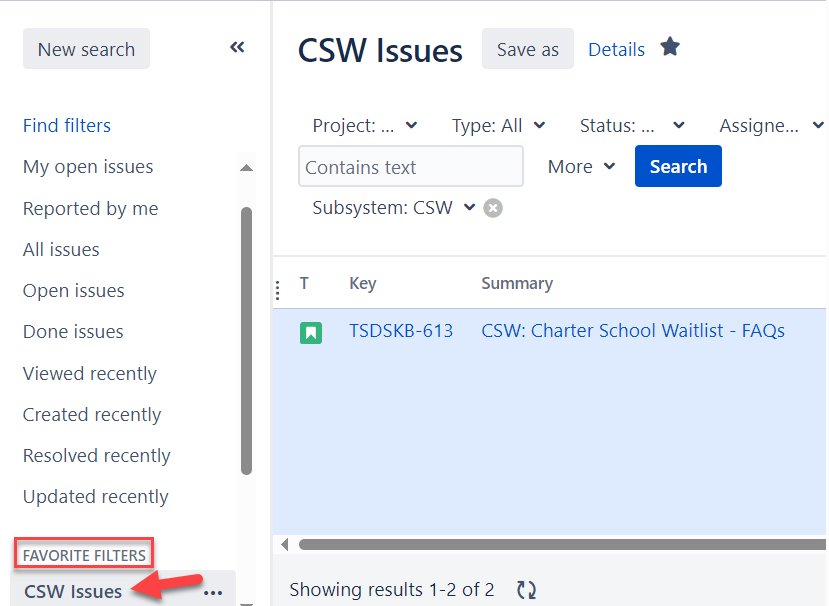 New search
«
Find filters
My open issues
Reported by me
All issues
Open issues
Done issues
Viewed recently
Created recently
Resolved recently
Updated recently
FAVORITE FILTERS
CSW Issues
CSW Issues Save as Details
Project: ... Type: All Status: ... Assigne...
Contains text More Search
Subsystem: CSW
T Key Summary
TSDSKB-613 CSW: Charter School Waitlist - FAQs
Showing results 1-2 of 2